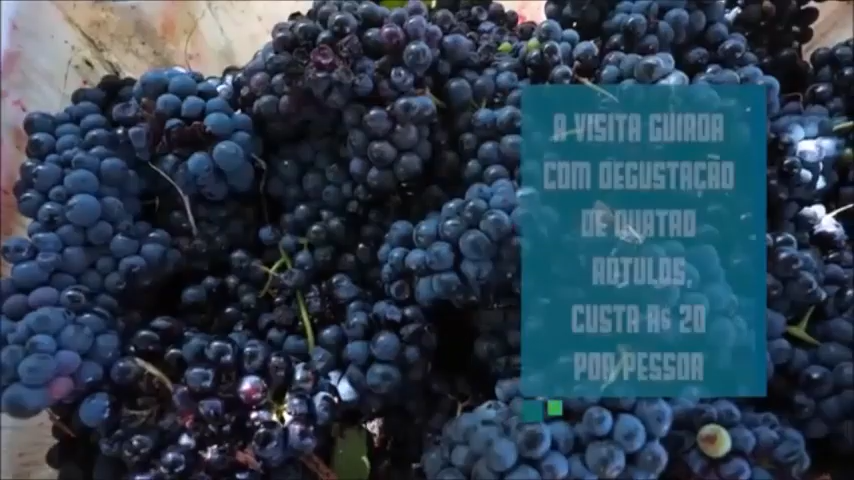 A VISITA GUIADA
COM DEGUSTAÇÃO
DE QUATRO
RÓTULOS,
CUSTA R$ 20
POR PESSOA